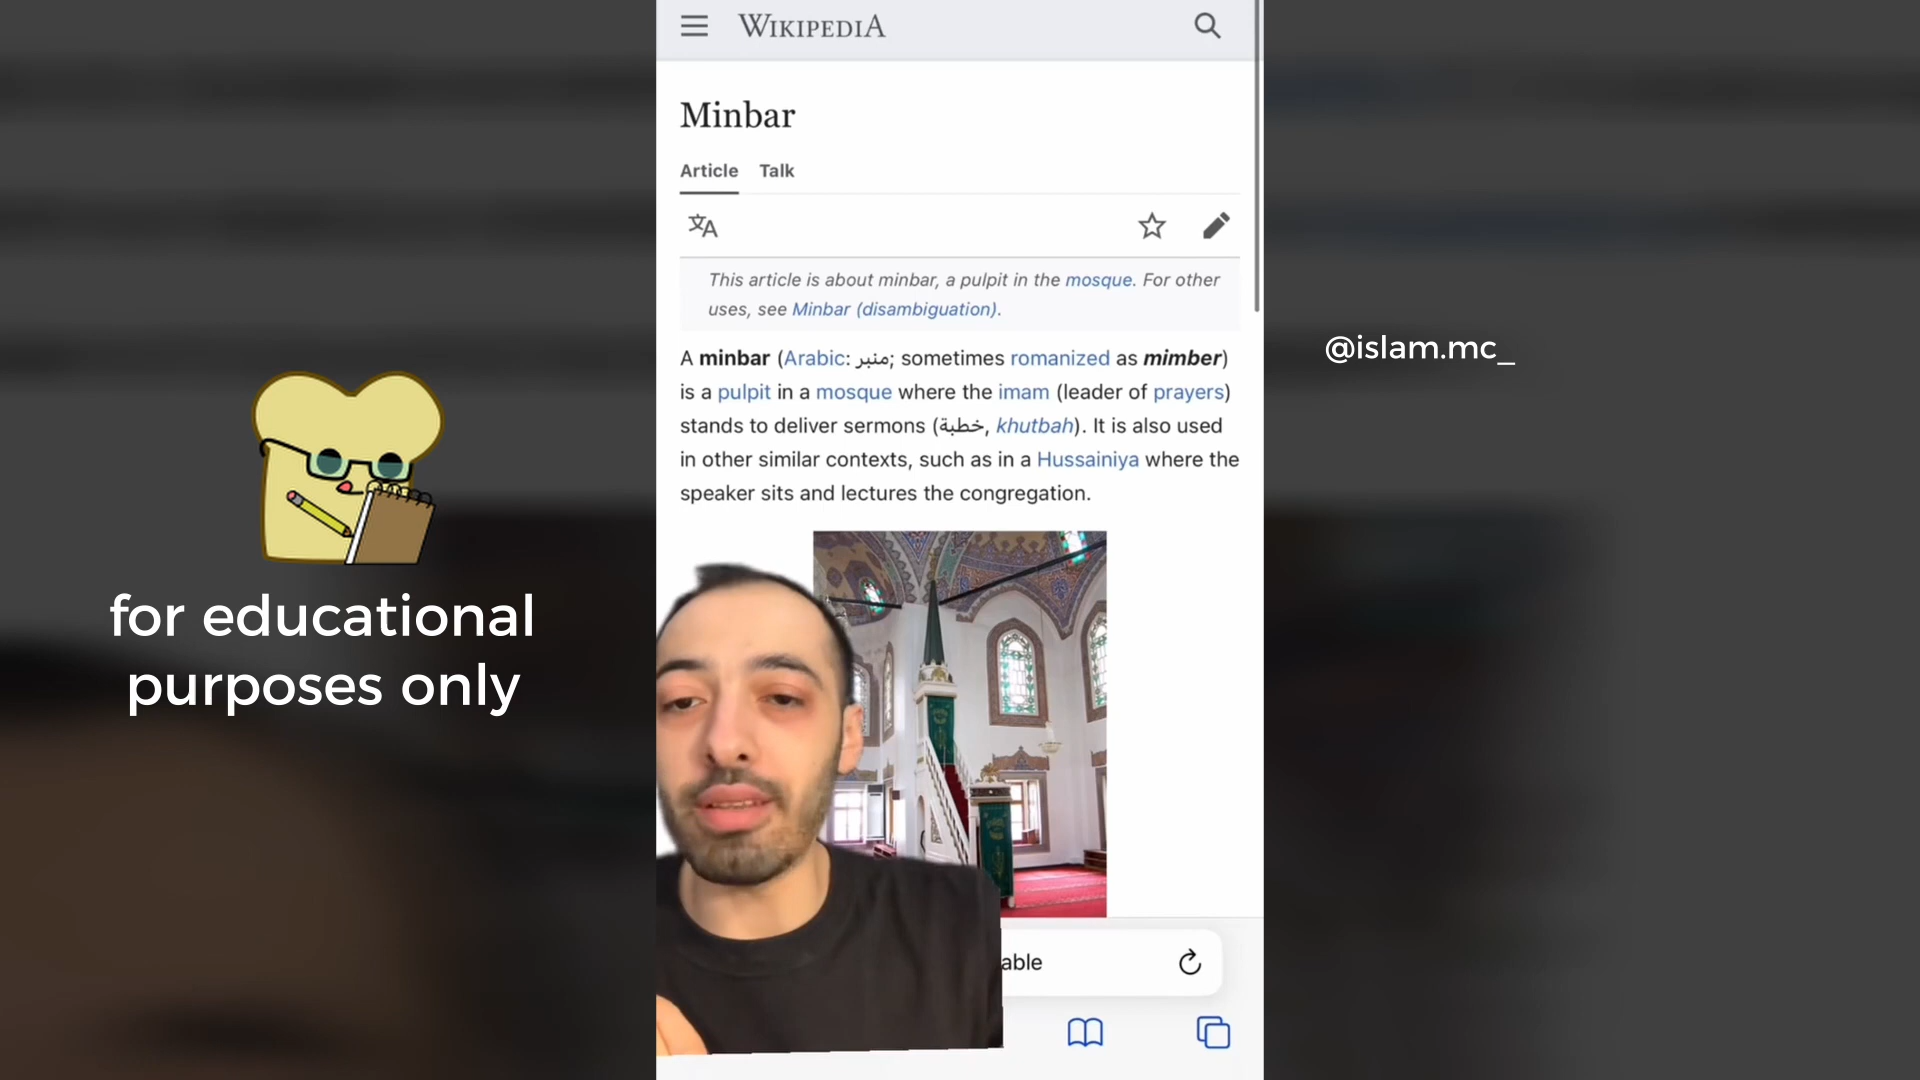 WIKIPEDIA
Minbar
Article Talk
This article is about minbar, a pulpit in the mosque. For other
uses, see Minbar (disambiguation).
A minbar (Arabic: منبر; sometimes romanized as mimber)
is a pulpit in a mosque where the imam (leader of prayers)
stands to deliver sermons (خطبة, khutbah). It is also used
in other similar contexts, such as in a Hussainiya where the
speaker sits and lectures the congregation.
able
for educational
purposes only
@islam.mc_